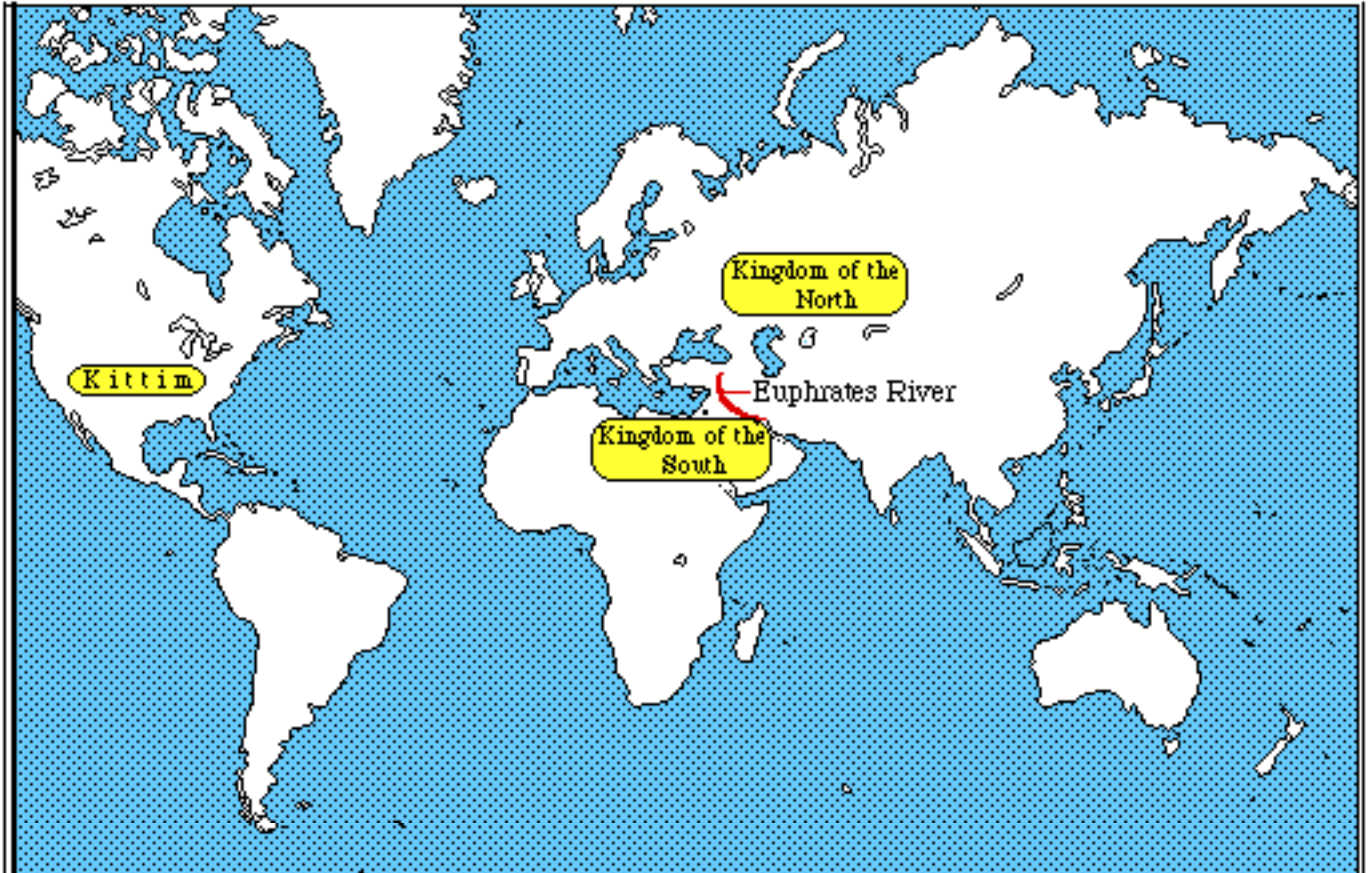 Kingdom of the
North
Kittim
Euphrates River
Kingdom of the
South